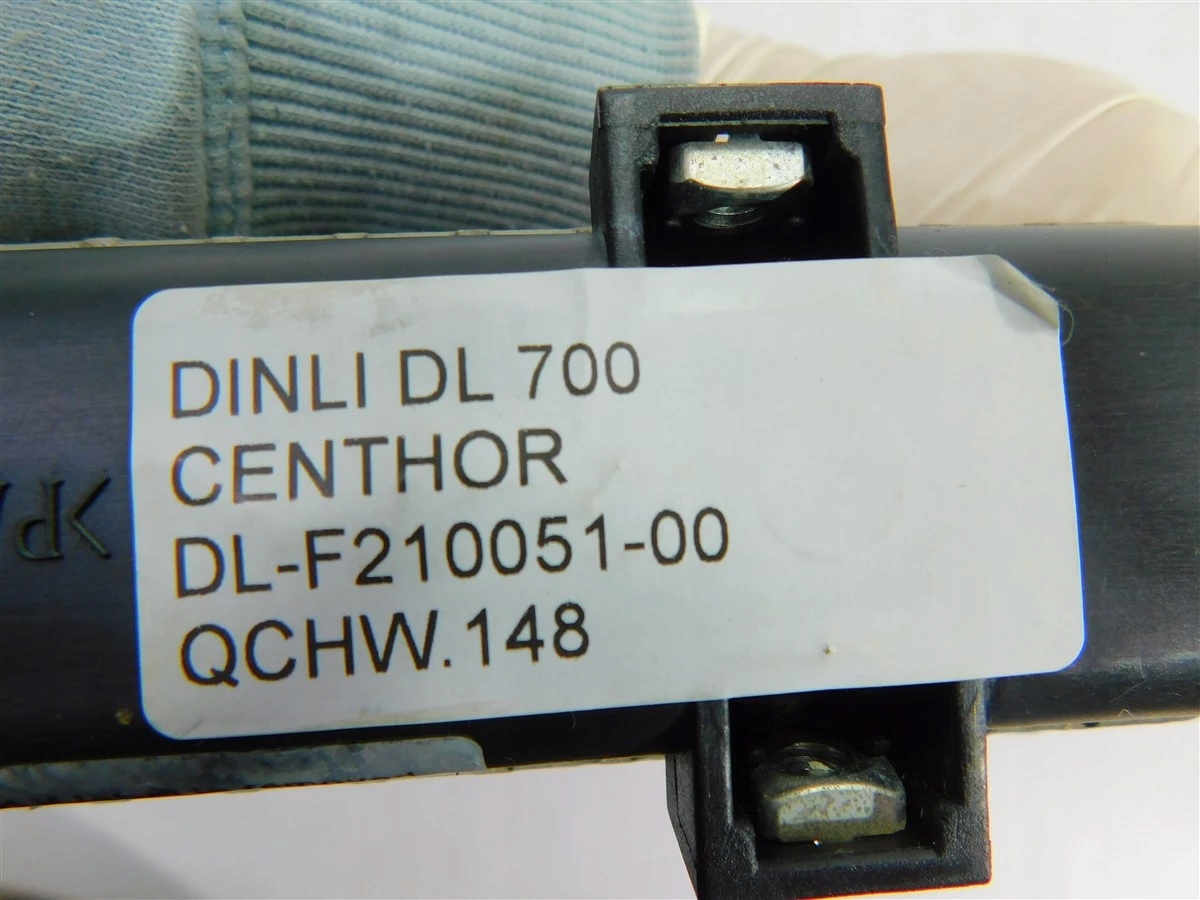 DINLI DL 700
CENTHOR
DL-F210051-00
QCHW.148